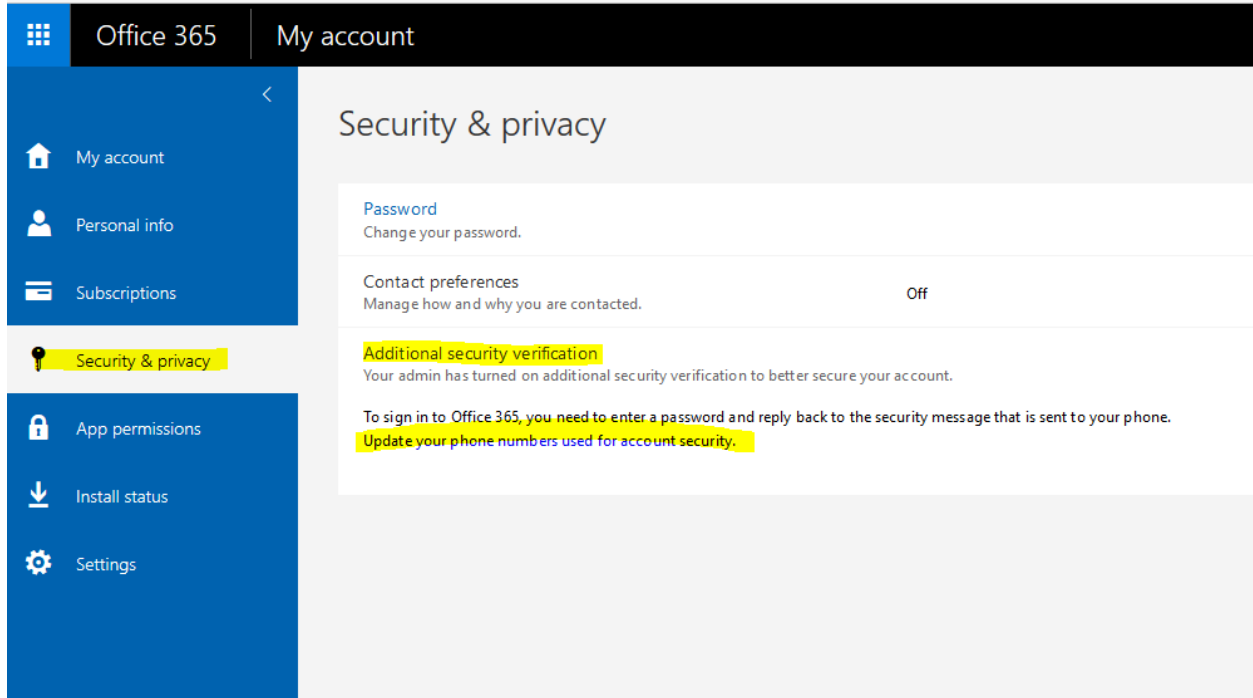 Office 365 My account
My account
Personal info
Subscriptions
Security & privacy
App permissions
Install status
Settings
Security & privacy
Password
Change your password.
Contact preferences
Manage how and why you are contacted.
Off
Additional security verification
Your admin has turned on additional security verification to better secure your account.
To sign in to Office 365, you need to enter a password and reply back to the security message that is sent to your phone.
Update your phone numbers used for account security.